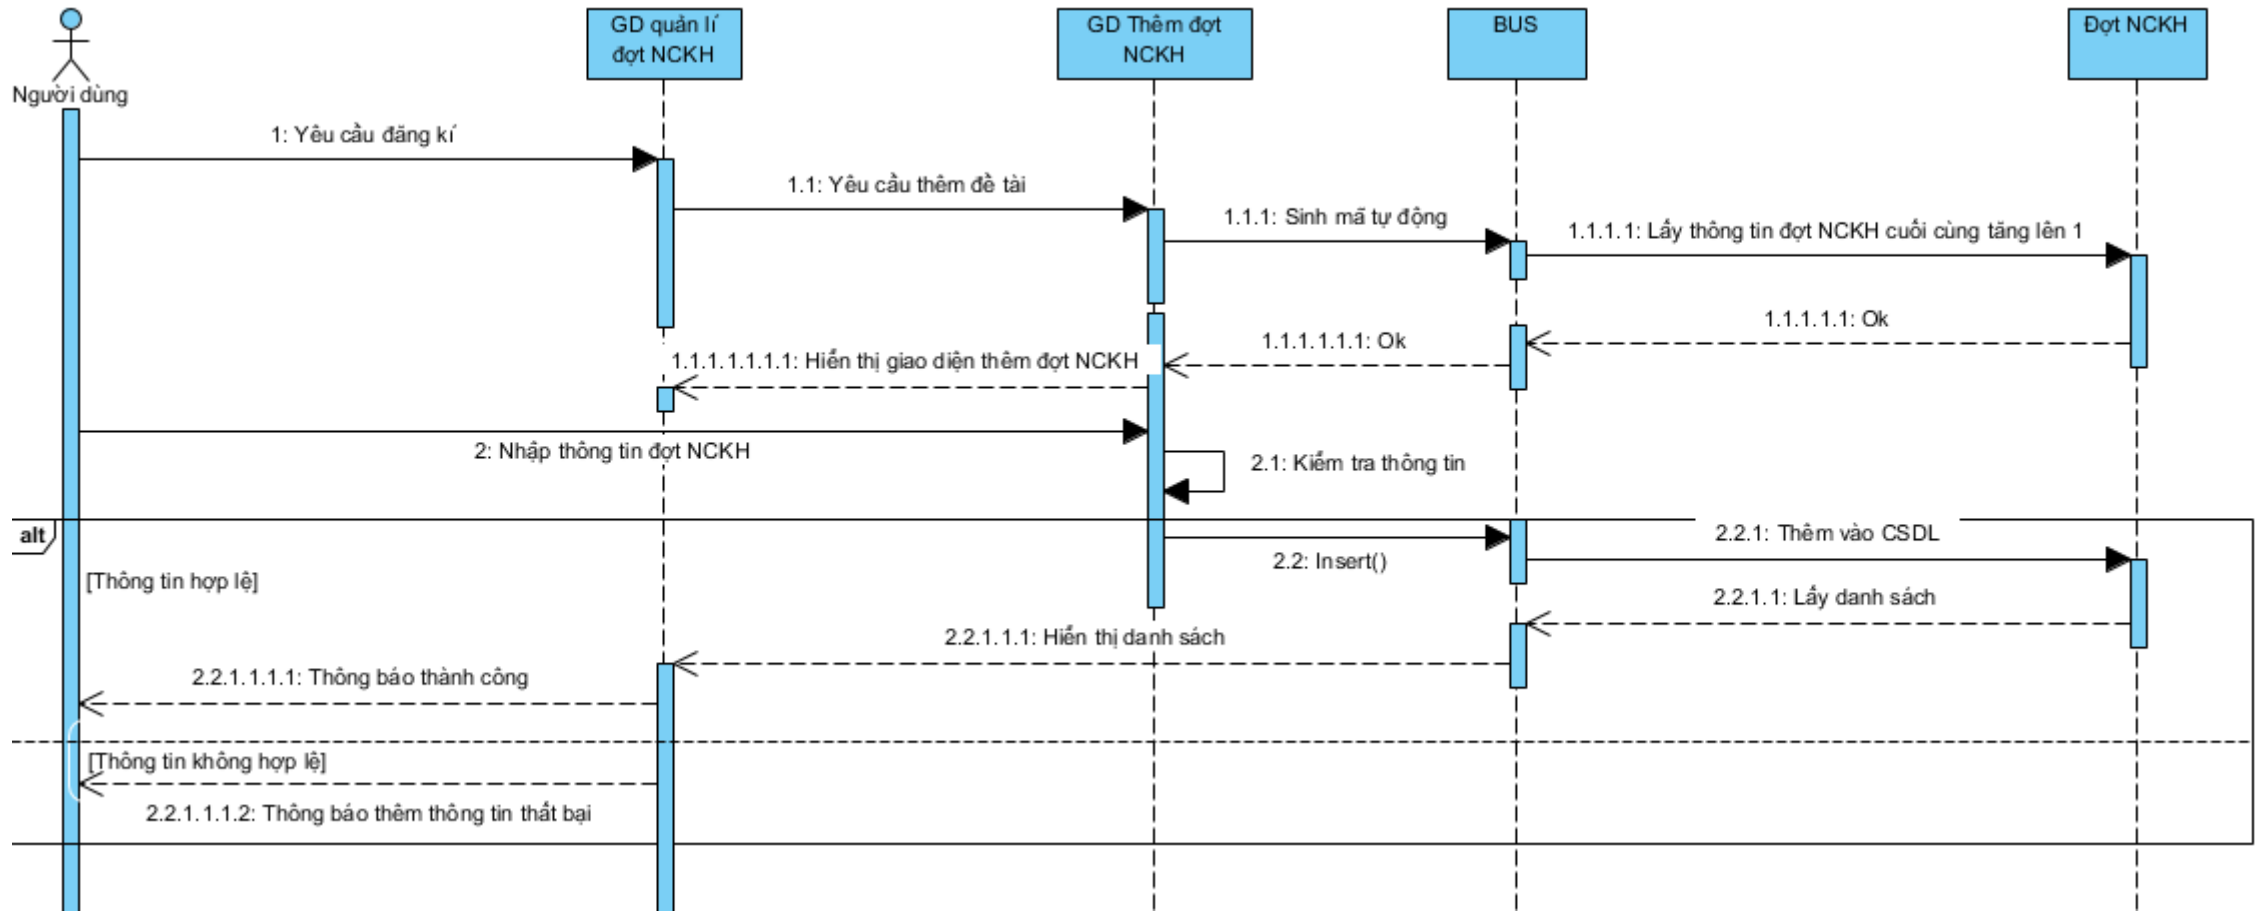 GD quản lí
đợt NCKH
GD Thêm đợt
NCKH
BUS
Đợt NCKH
Người dùng
1: Yêu cầu đăng kí
1.1: Yêu cầu thêm đề tài
1.1.1: Sinh mã tự động
1.1.1.1: Lấy thông tin đợt NCKH cuối cùng tăng lên 1
1.1.1.1.1: Ok
1.1.1.1.1.1: Ok
1.1.1.1.1.1.1: Hiển thị giao diện thêm đợt NCKH
2: Nhập thông tin đợt NCKH
2.1: Kiểm tra thông tin
alt
2.2.1: Thêm vào CSDL
2.2: Insert()
[Thông tin hợp lệ]
2.2.1.1: Lấy danh sách
2.2.1.1.1: Hiển thị danh sách
2.2.1.1.1.1: Thông báo thành công
[Thông tin không hợp lệ]
2.2.1.1.1.2: Thông báo thêm thông tin thất bại